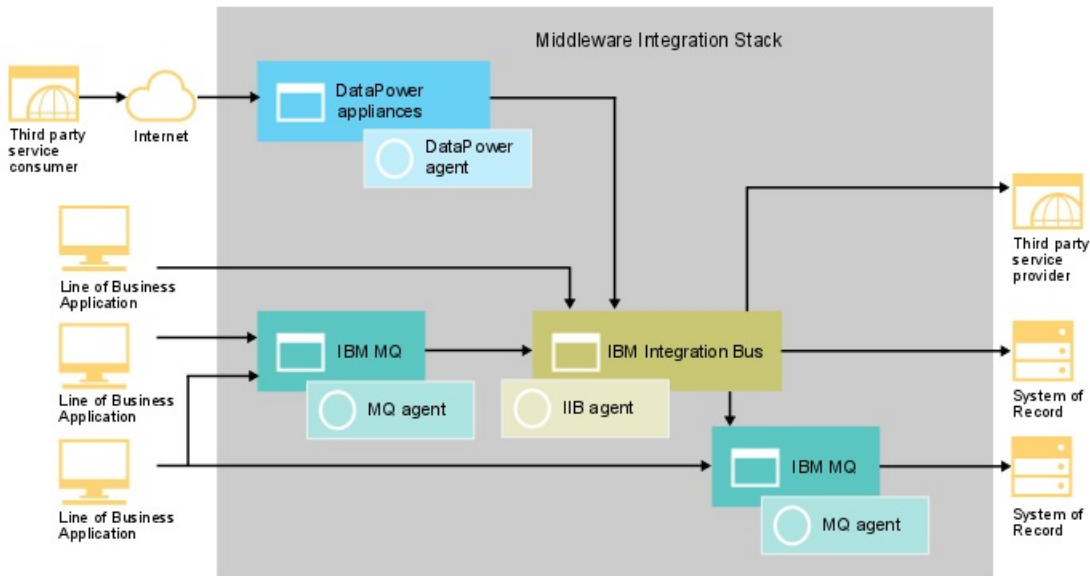 Middleware Integration Stack
Third party
service
consumer
Internet
DataPower
appliances
DataPower
agent
Third party
service
provider
Line of Business
Application
IBM MQ
MQ agent
IBM Integration Bus
IIB agent
Line of Business
Application
System of
Record
IBM MQ
MQ agent
Line of Business
Application
System of
Record